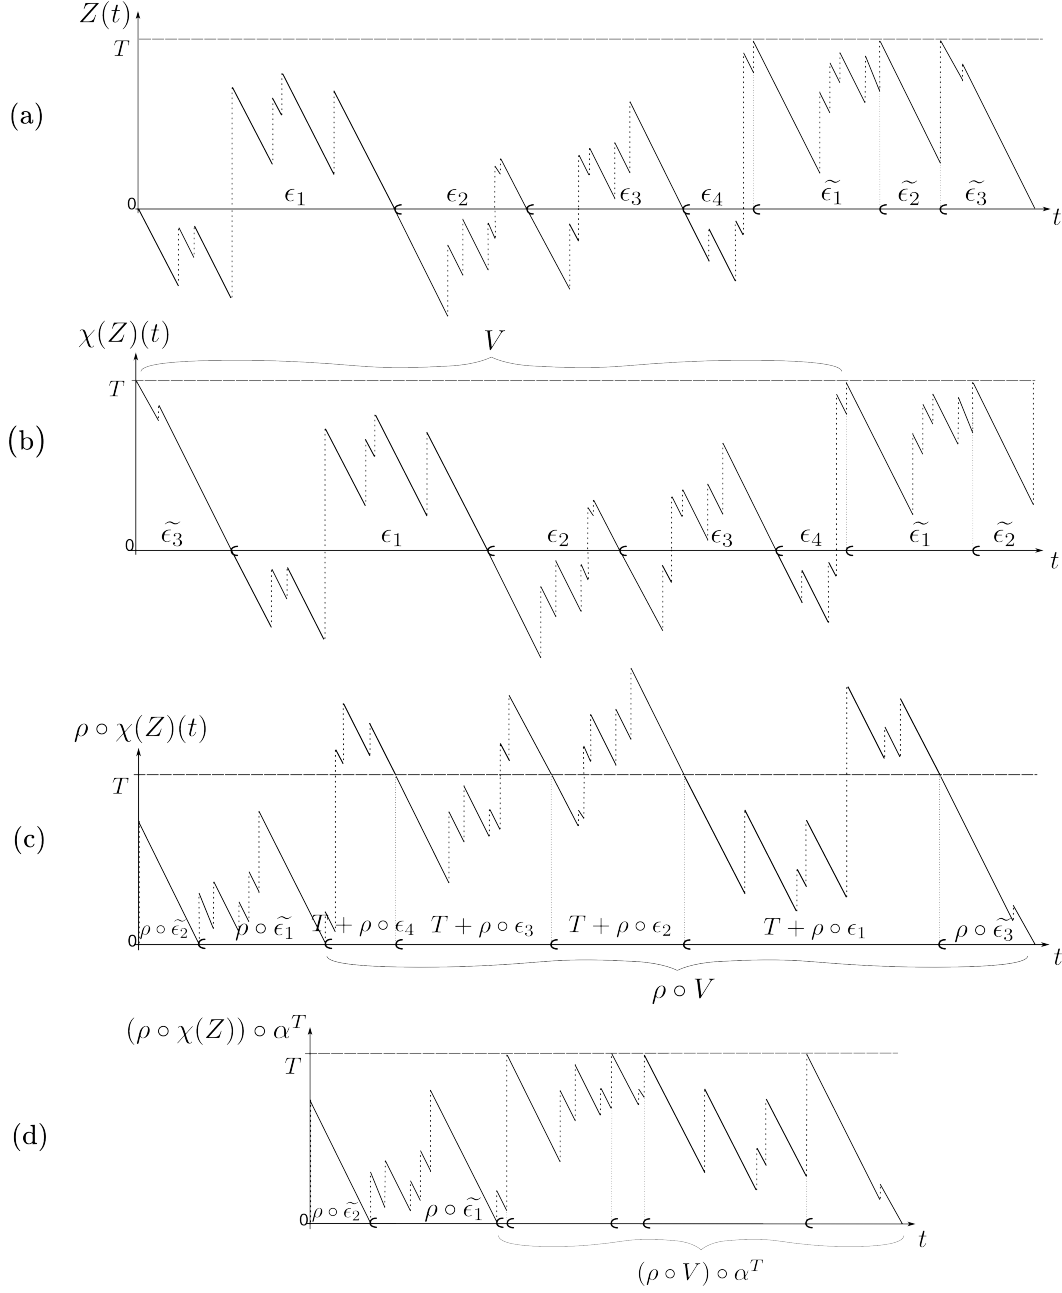 Z(t)
T
(a)
0 ϵ₁ ϵ₂ ϵ₃ ϵ₄ ϵ̃₁ ϵ̃₂ ϵ̃₃
t
χ(Z)(t)
V
T
(b)
0 ϵ̃₃ ϵ₁ ϵ₂ ϵ₃ ϵ₄ ϵ̃₁ ϵ̃₂
t
ρ ∘ χ(Z)(t)
T
(c)
0 ρ ∘ ϵ̃₂ ρ ∘ ϵ̃₁ T + ρ ∘ ϵ₄ T + ρ ∘ ϵ₃ T + ρ ∘ ϵ₂ T + ρ ∘ ϵ₁ ρ ∘ ϵ̃₃
t
ρ ∘ V
(ρ ∘ χ(Z)) ∘ α^T
T
(d)
0 ρ ∘ ϵ̃₂ ρ ∘ ϵ̃₁
t
(ρ ∘ V) ∘ α^T